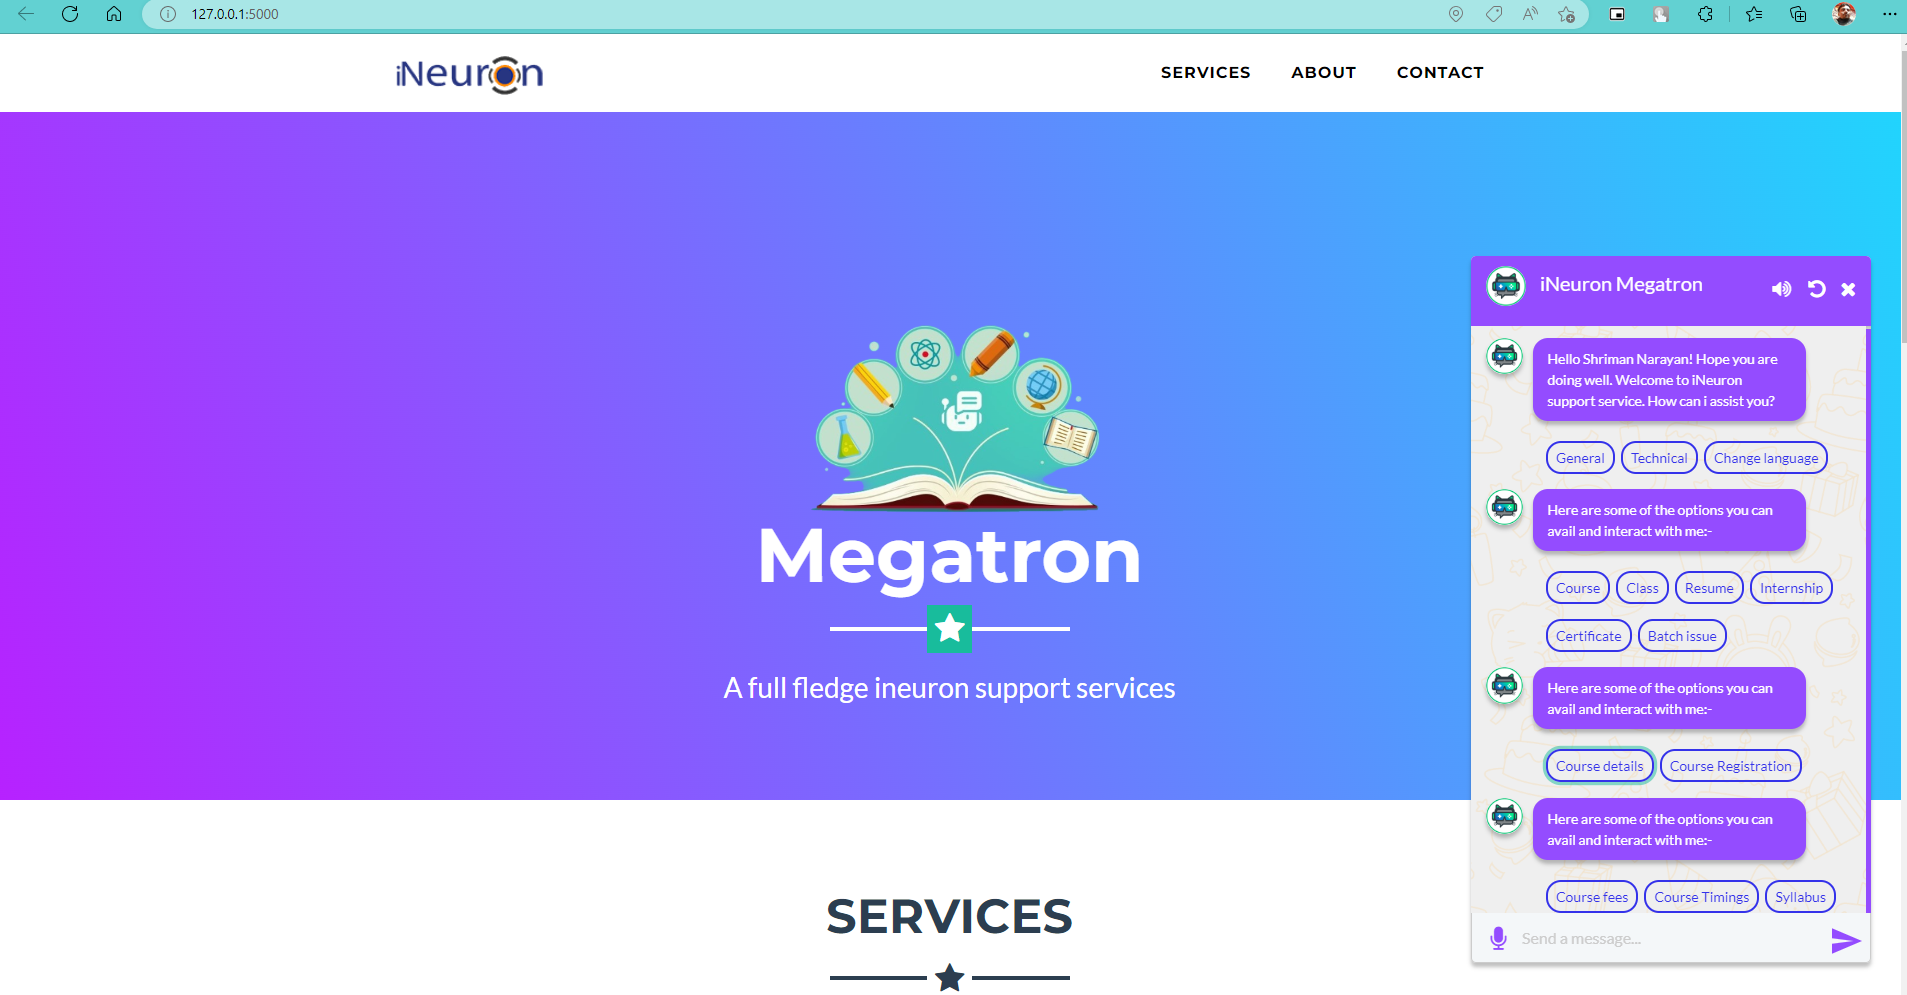 127.0.0.1:5000
iNeuron
SERVICES ABOUT CONTACT
Megatron
A full fledge ineuron support services
SERVICES
iNeuron Megatron
Hello Shriman Narayan! Hope you are
doing well. Welcome to iNeuron
support service. How can i assist you?
General Technical Change language
Here are some of the options you can
avail and interact with me:-
Course Class Resume Internship
Certificate Batch issue
Here are some of the options you can
avail and interact with me:-
Course details Course Registration
Here are some of the options you can
avail and interact with me:-
Course fees Course Timings Syllabus
Send a message...